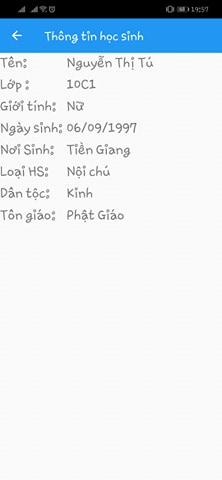 19:57
Thông tin học sinh
Tên: Nguyễn Thị Tú
Lớp : 10C1
Giới tính: Nữ
Ngày sinh: 06/09/1997
Nơi Sinh: Tiền Giang
Loại HS: Nội chú
Dân tộc: Kinh
Tôn giáo: Phật Giáo